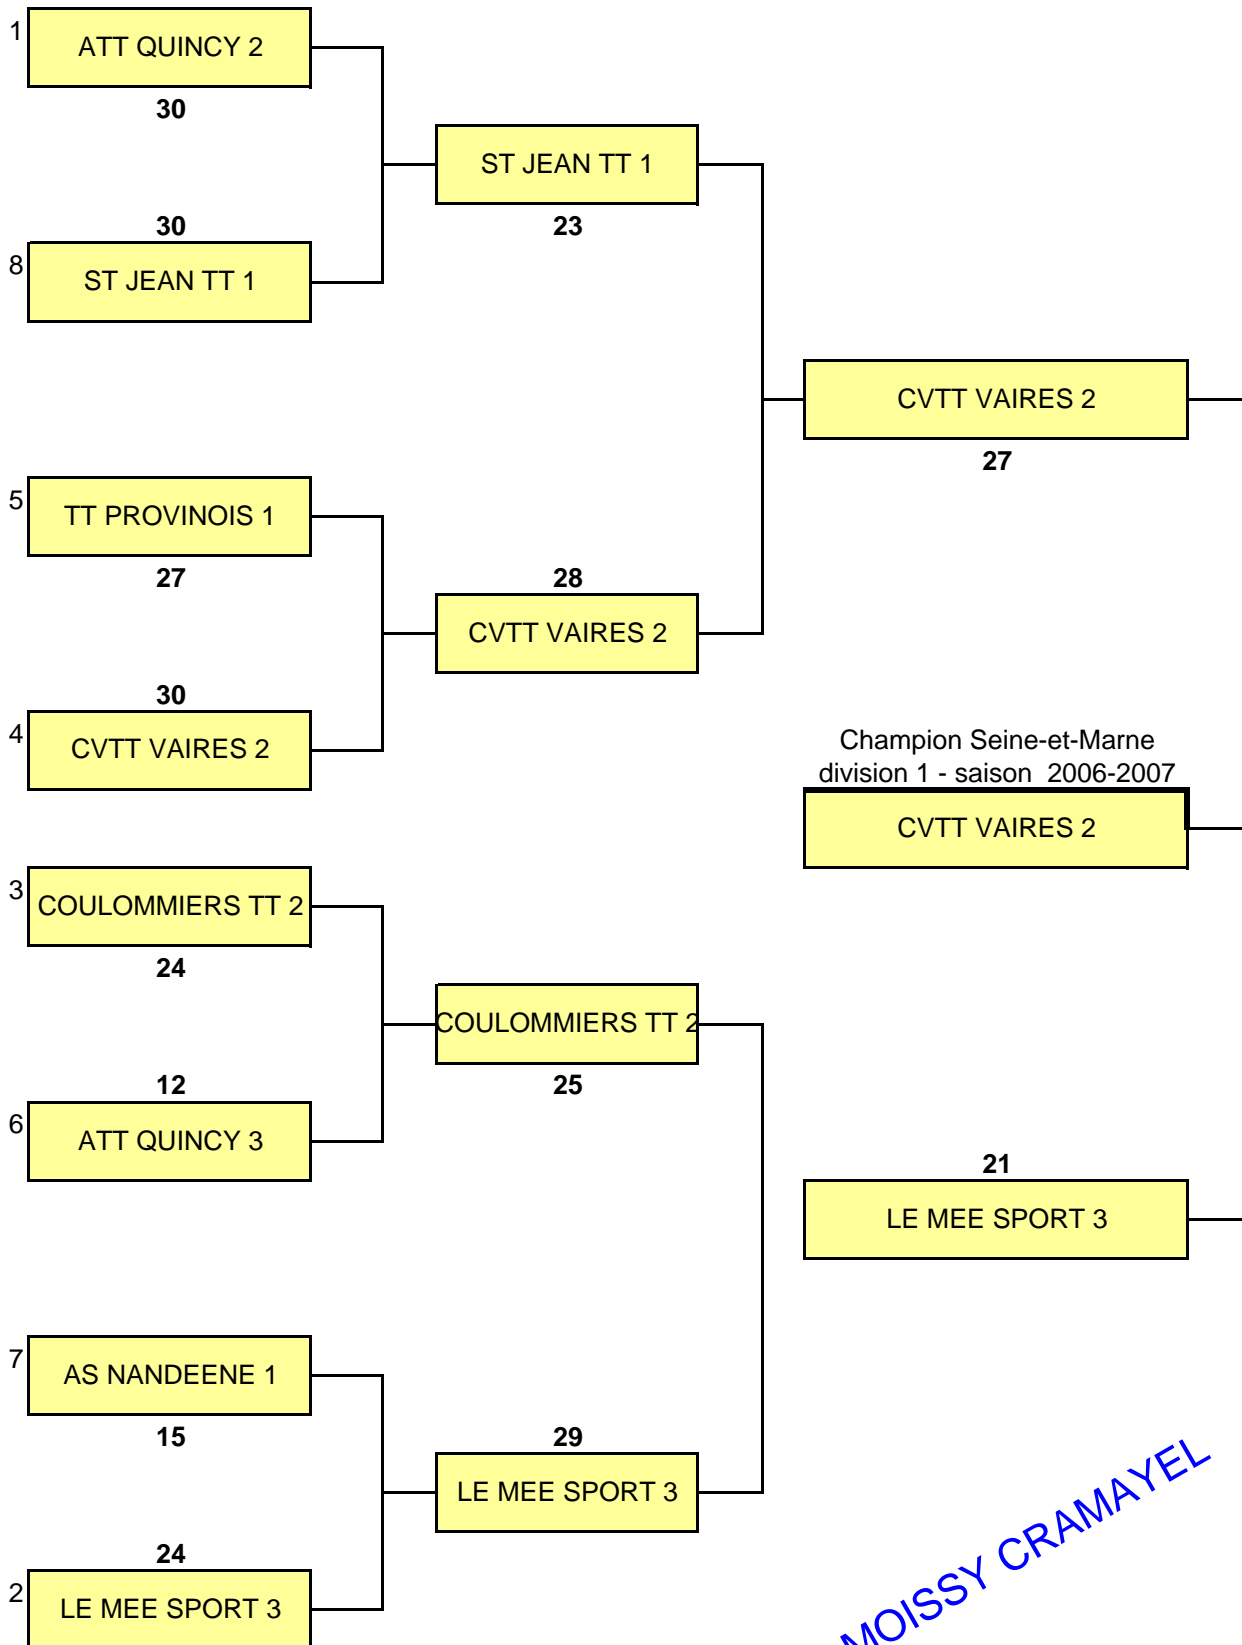 1
ATT QUINCY 2
30
30
8
ST JEAN TT 1
ST JEAN TT 1
23
5
TT PROVINOIS 1
27
30
4
CVTT VAIRES 2
28
CVTT VAIRES 2
CVTT VAIRES 2
27
Champion Seine-et-Marne
division 1 - saison 2006-2007
CVTT VAIRES 2
3
COULOMMIERS TT 2
24
12
6
ATT QUINCY 3
COULOMMIERS TT 2
25
7
AS NANDEENE 1
15
24
2
LE MEE SPORT 3
29
LE MEE SPORT 3
21
LE MEE SPORT 3
MOISSY CRAMAYEL